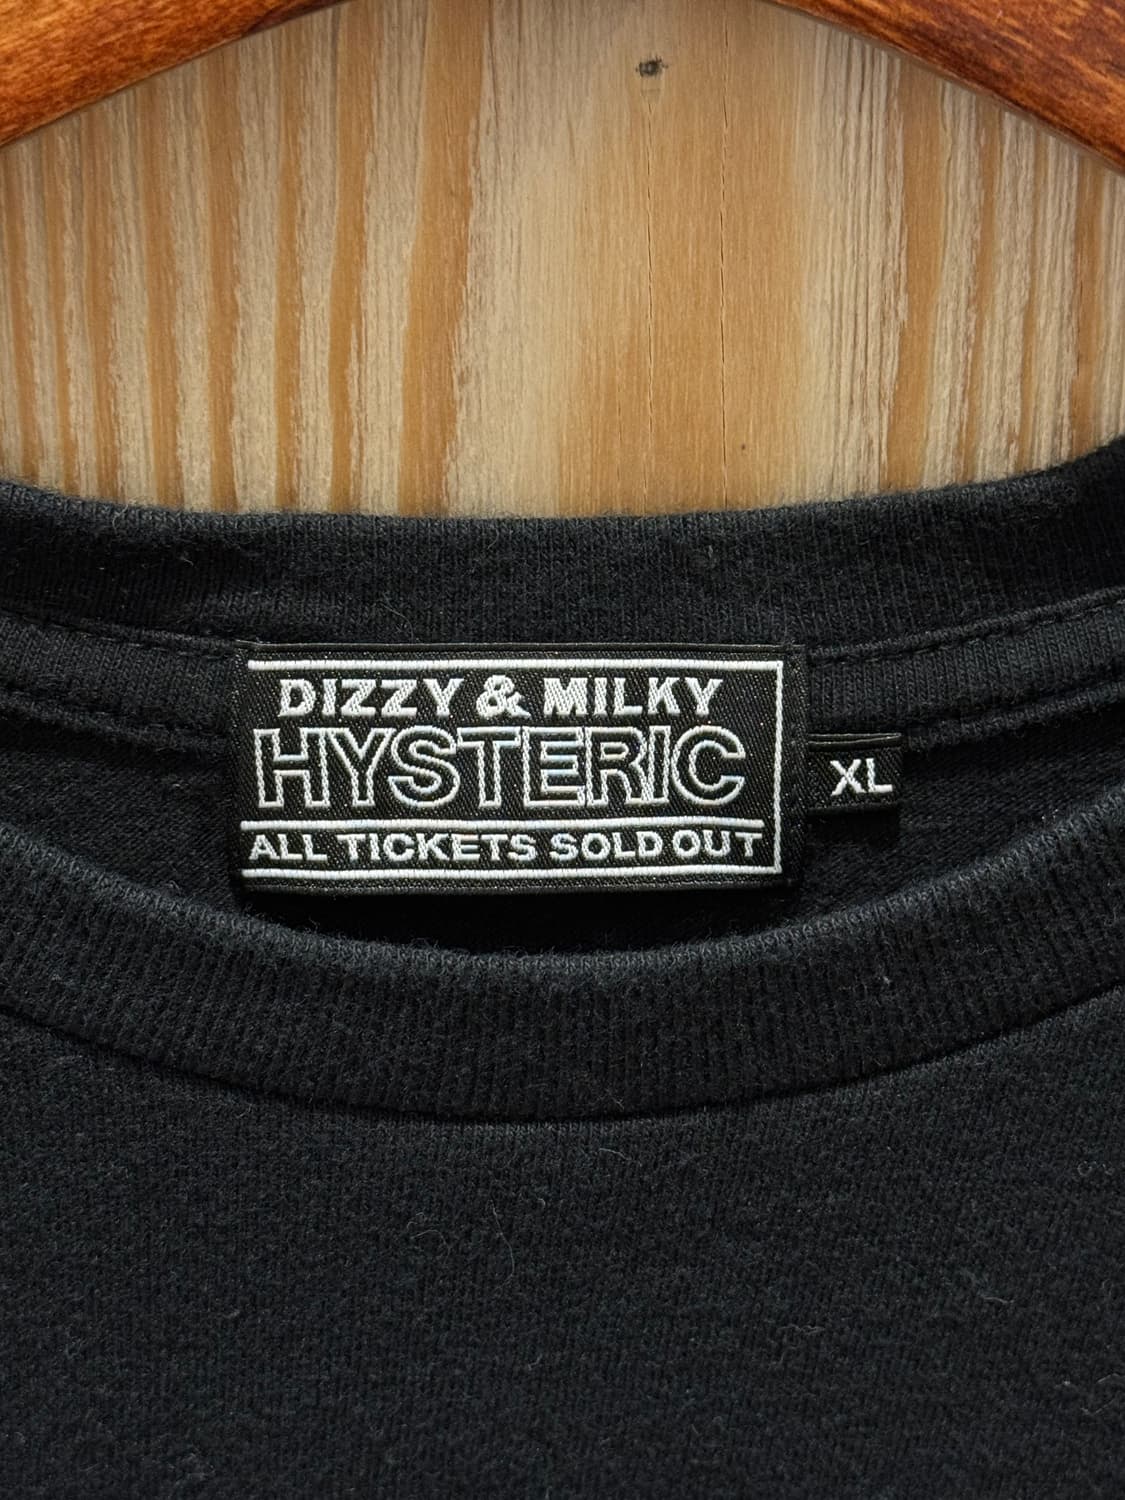 DIZZY & MILKY
HYSTERIC
ALL TICKETS SOLD OUT
XL